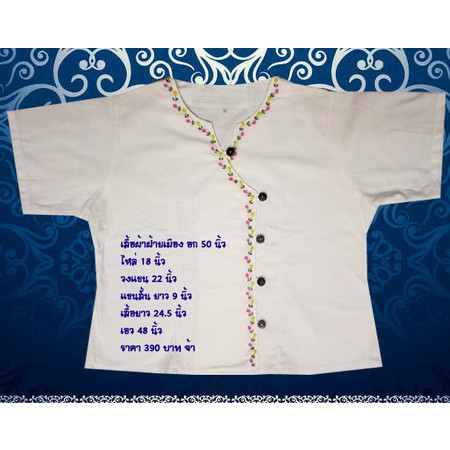 เสื้อผ้าฝ้ายเมือง อก 50 นิ้ว
ไหล่ 18 นิ้ว
วงแขน 22 นิ้ว
แขนสั้น ยาว 9 นิ้ว
เสื้อยาว 24.5 นิ้ว
เอว 48 นิ้ว
ราคา 390 บาท จ้า